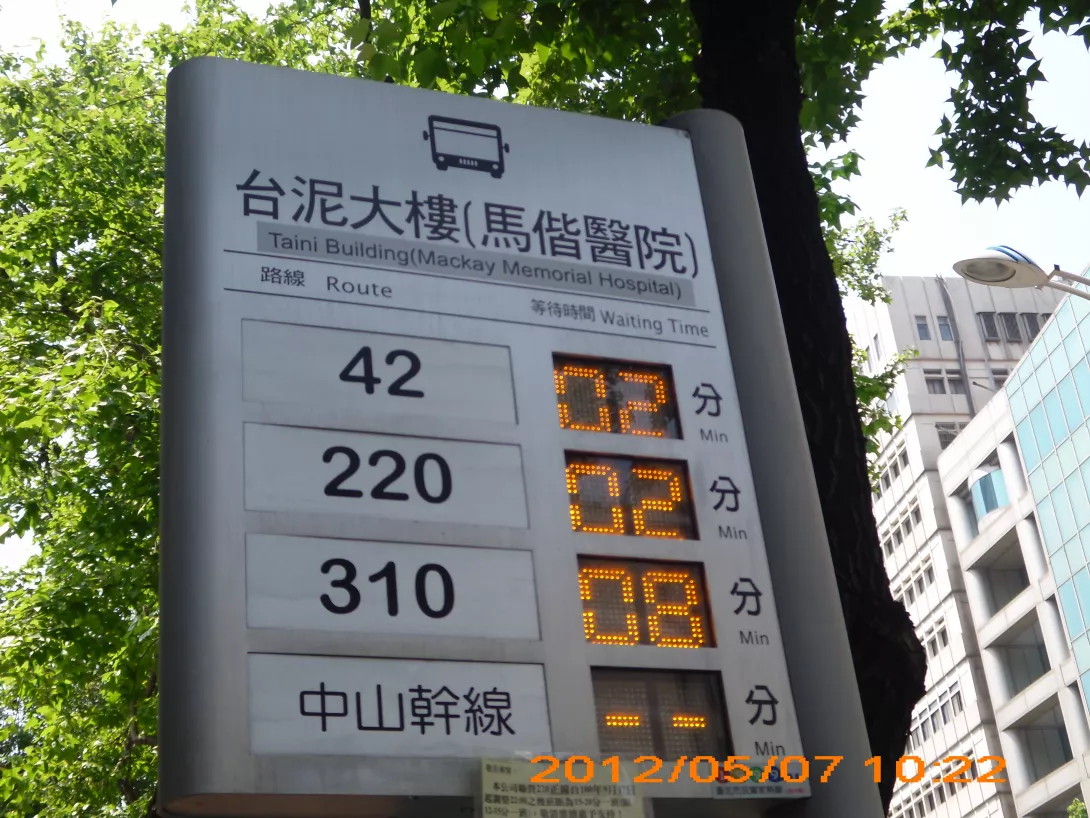 台泥大樓(馬偕醫院)
Taini Building(Mackay Memorial Hospital)
路線 Route
等待時間 Waiting Time
42
02
分
Min
220
02
分
Min
310
08
分
Min
中山幹線
--
分
Min
2012/05/07 10:22